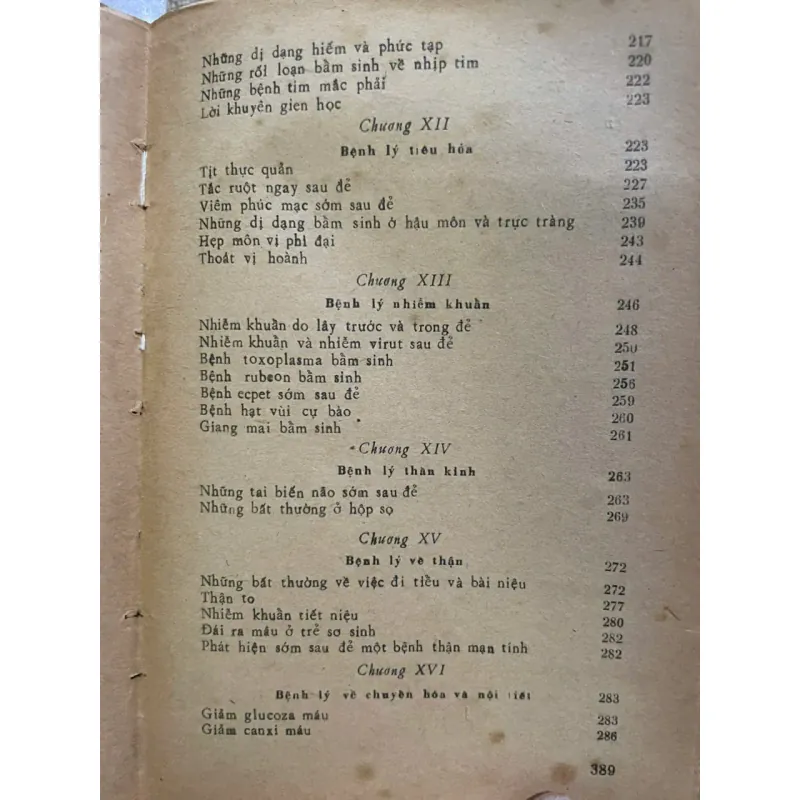 Những dị dạng hiếm và phức tạp 217
Những rối loạn bầm sinh về nhịp tim 220
Những bệnh tim mắc phải 222
Lời khuyên gien học 223
Chương XII
Bệnh lý tiêu hóa 223
Tịt thực quản 223
Tắc ruột ngay sau đẻ 227
Viêm phúc mạc sớm sau đẻ 235
Những dị dạng bầm sinh ở hậu môn và trực tràng 239
Hẹp môn vị phì đại 243
Thoát vị hoành 244
Chương XIII
Bệnh lý nhiễm khuẩn 246
Nhiễm khuẩn do lây trước và trong đẻ 248
Nhiễm khuẩn và nhiễm virut sau đẻ 250
Bệnh toxoplasma bầm sinh 251
Bệnh rubeon bầm sinh 256
Bệnh ecpet sớm sau đẻ 259
Bệnh hạt vùi cự bào 260
Giang mai bầm sinh 261
Chương XIV
Bệnh lý thần kinh 263
Những tai biến não sớm sau đẻ 263
Những bất thường ở hộp sọ 269
Chương XV
Bệnh lý về thận 272
Những bất thường về việc đi tiểu và bài niệu 272
Thận to 277
Nhiễm khuẩn tiết niệu 280
Đái ra máu ở trẻ sơ sinh 282
Phát hiện sớm sau đẻ một bệnh thận mạn tính 282
Chương XVI
Bệnh lý về chuyển hóa và nội tiết 283
Giảm glucoza máu 283
Giảm canxi máu 286
389